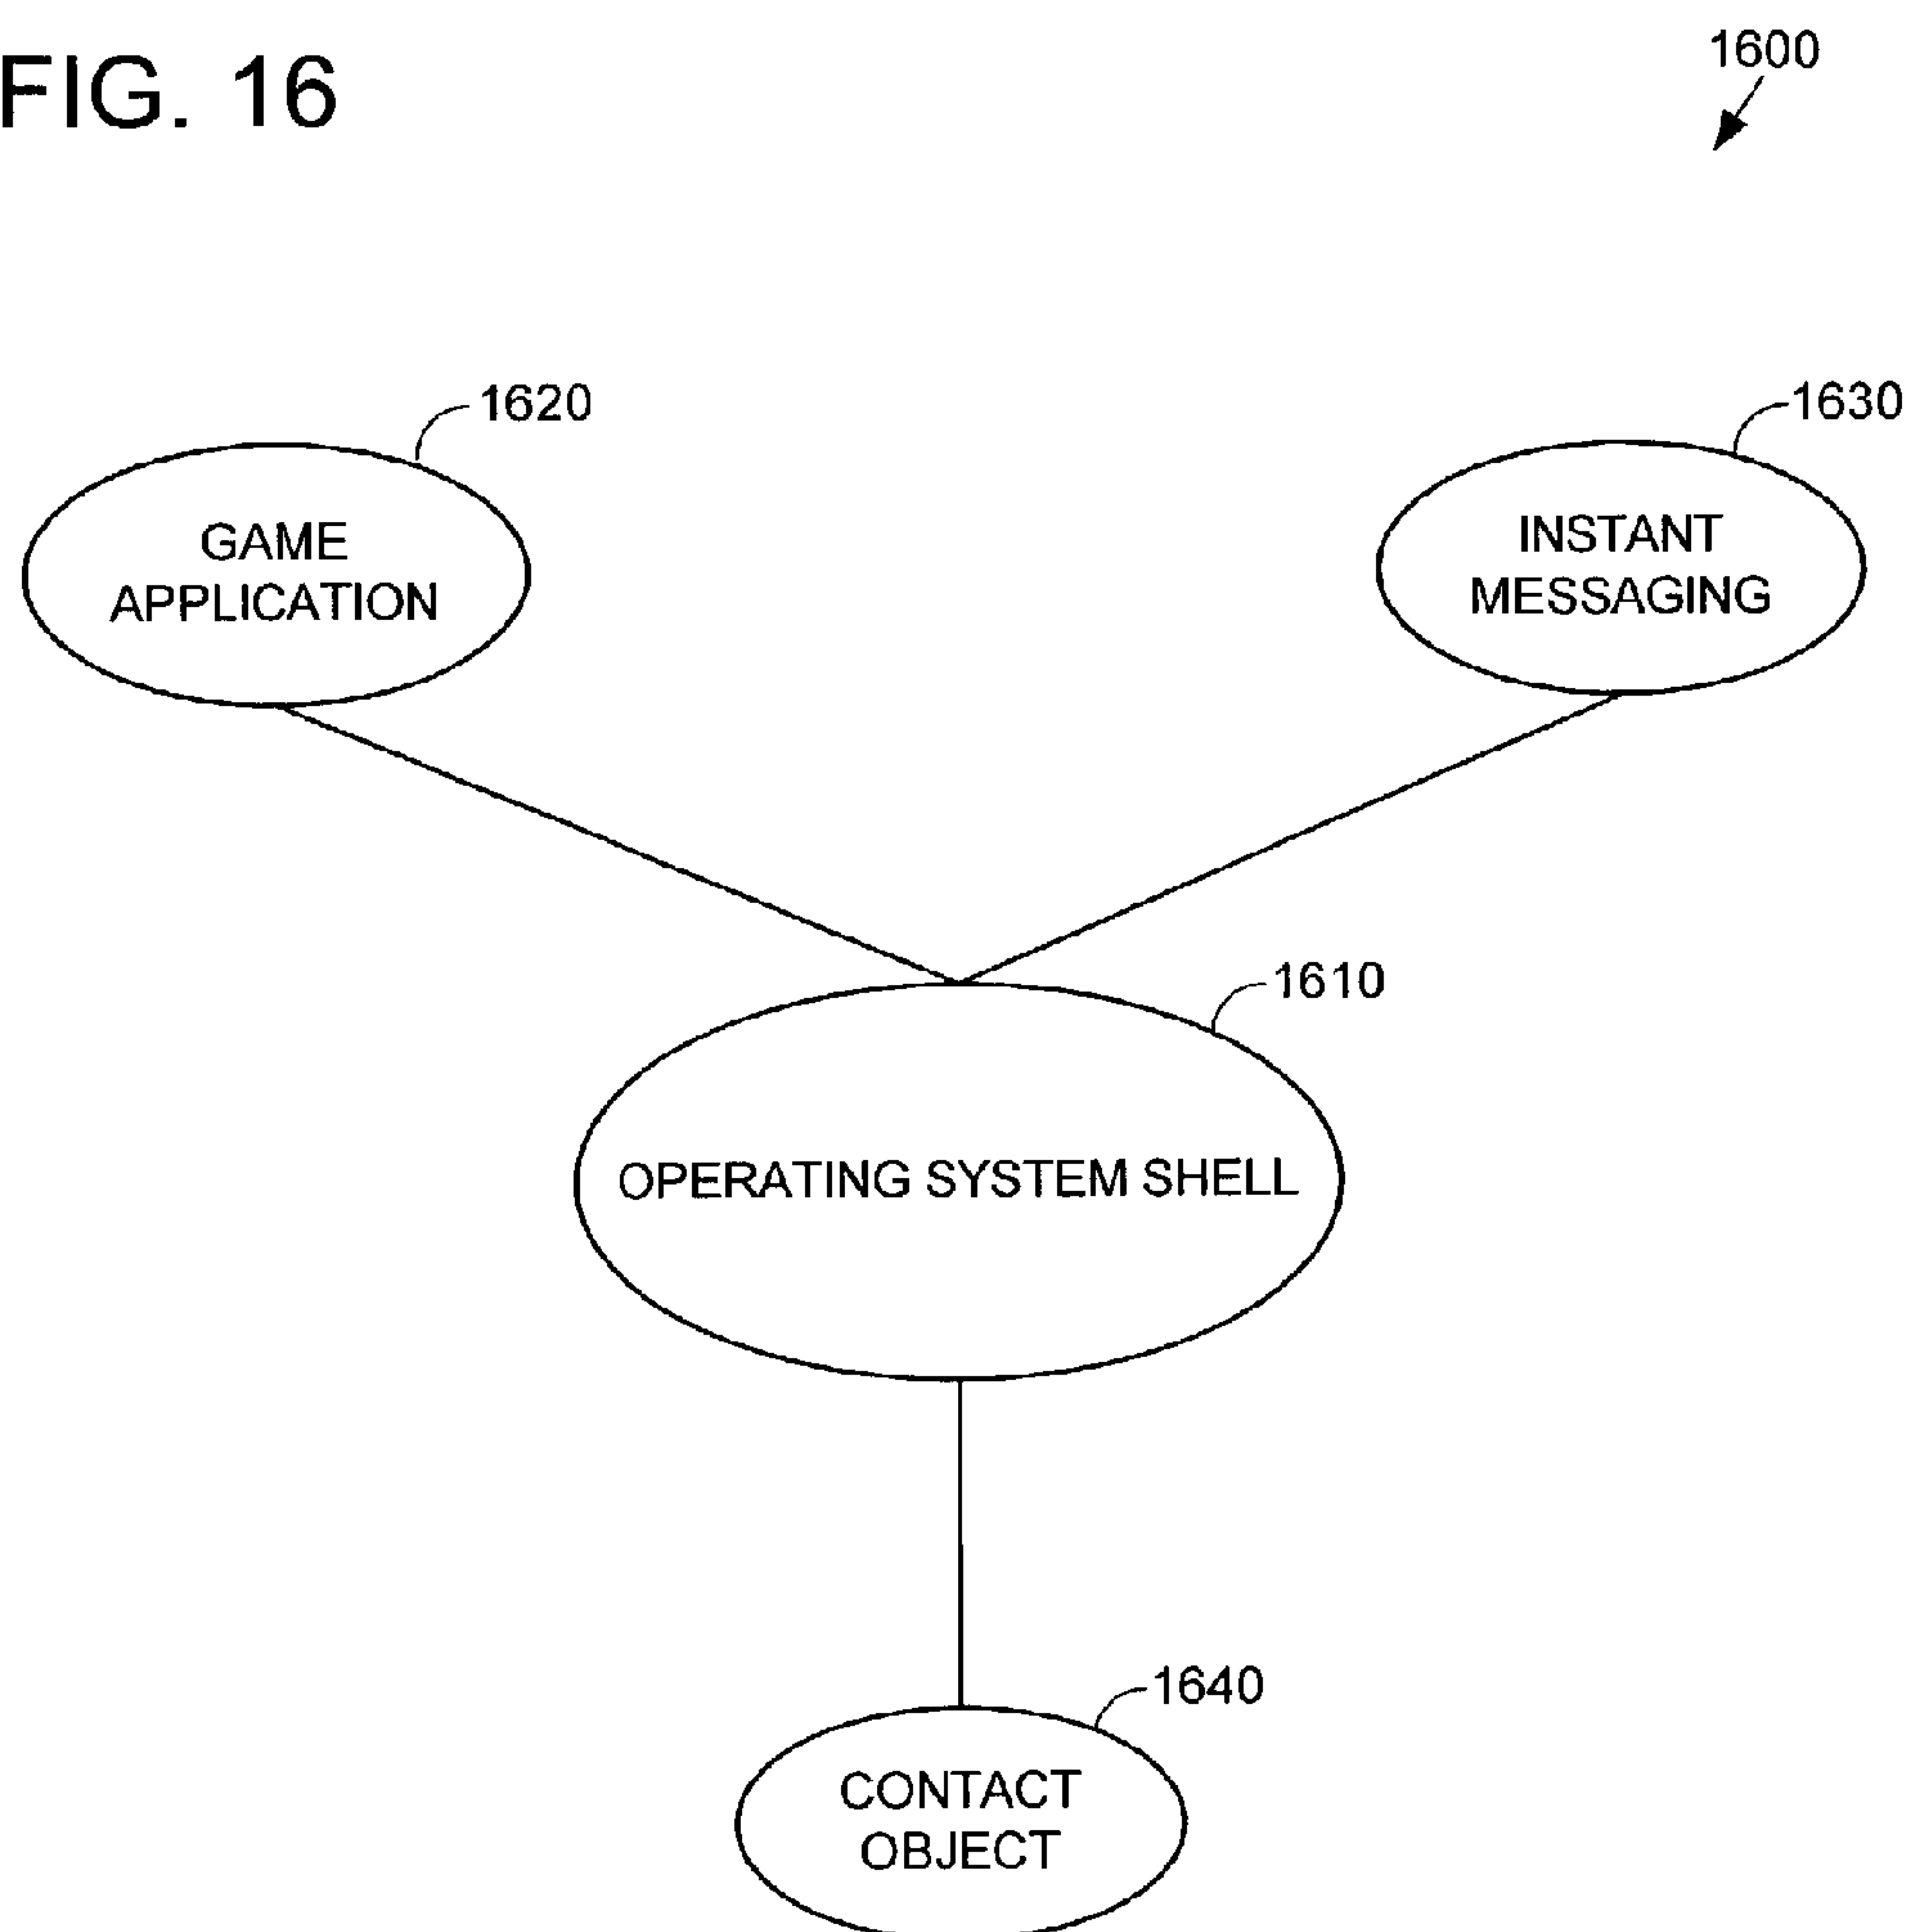 FIG. 16
1600
1620
1630
GAME
APPLICATION
INSTANT
MESSAGING
1610
OPERATING SYSTEM SHELL
1640
CONTACT
OBJECT